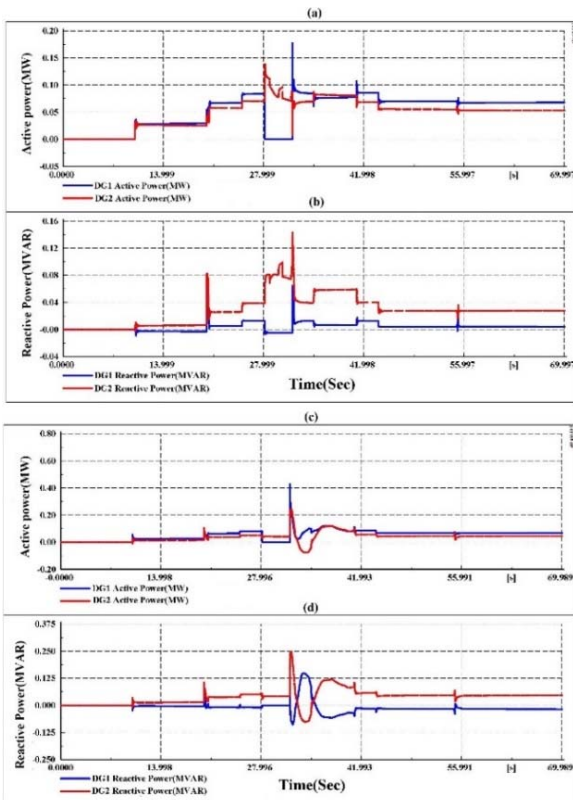 (a)
Active power(MW)
0.20
0.15
0.10
0.05
0.00
-0.05
0.0000 13.999 27.999 41.998 55.997 [s] 69.997
DG1 Active Power(MW)
DG2 Active Power(MW)
(b)
Reactive Power(MVAR)
0.16
0.12
0.08
0.04
-0.00
-0.04
0.0000 13.999 27.999 41.998 55.997 [s] 69.997
DG1 Reactive Power(MVAR)
DG2 Reactive Power(MVAR)
Time(Sec)
(c)
Active power(MW)
0.80
0.60
0.40
0.20
0.00
-0.20
-0.0000 13.998 27.996 41.993 55.991 [s] 69.989
DG1 Active Power(MW)
DG2 Active Power(MW)
(d)
Reactive Power(MVAR)
0.375
0.250
0.125
0.000
-0.125
-0.250
0.0000 13.998 27.996 41.993 55.991 [s] 69.989
DG1 Reactive Power(MVAR)
DG2 Reactive Power(MVAR)
Time(Sec)